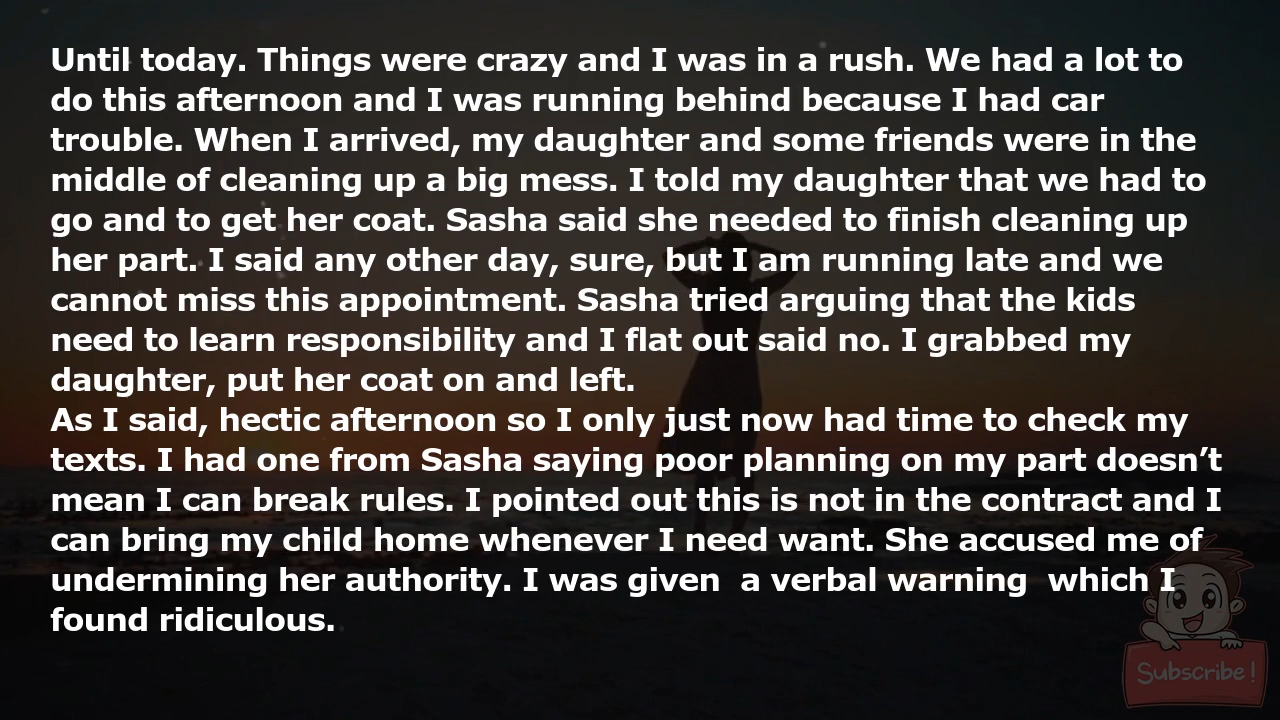 Until today. Things were crazy and I was in a rush. We had a lot to
do this afternoon and I was running behind because I had car
trouble. When I arrived, my daughter and some friends were in the
middle of cleaning up a big mess. I told my daughter that we had to
go and to get her coat. Sasha said she needed to finish cleaning up
her part. I said any other day, sure, but I am running late and we
cannot miss this appointment. Sasha tried arguing that the kids
need to learn responsibility and I flat out said no. I grabbed my
daughter, put her coat on and left.
As I said, hectic afternoon so I only just now had time to check my
texts. I had one from Sasha saying poor planning on my part doesn’t
mean I can break rules. I pointed out this is not in the contract and I
can bring my child home whenever I need want. She accused me of
undermining her authority. I was given  a verbal warning  which I
found ridiculous.
Subscribe!